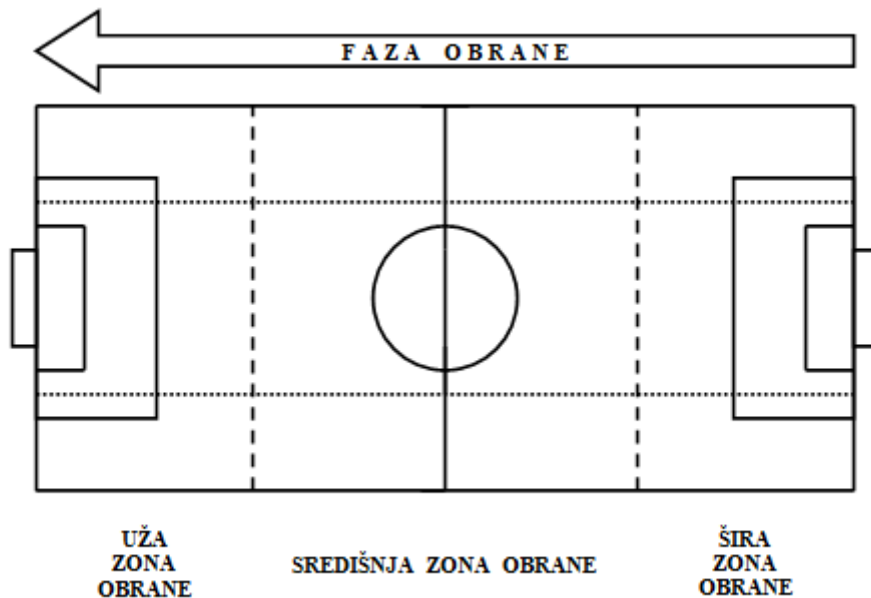 FAZA OBRANE
UŽA
ZONA
OBRANE
SREDIŠNJA ZONA OBRANE
ŠIRA
ZONA
OBRANE